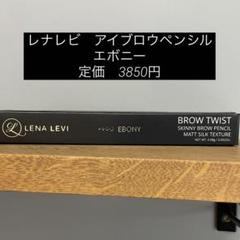 レナレビ　アイブロウペンシル
エボニー
定価　3850円
LENA LEVI
EBONY
BROW TWIST
SKINNY BROW PENCIL
MATT SILK TEXTURE